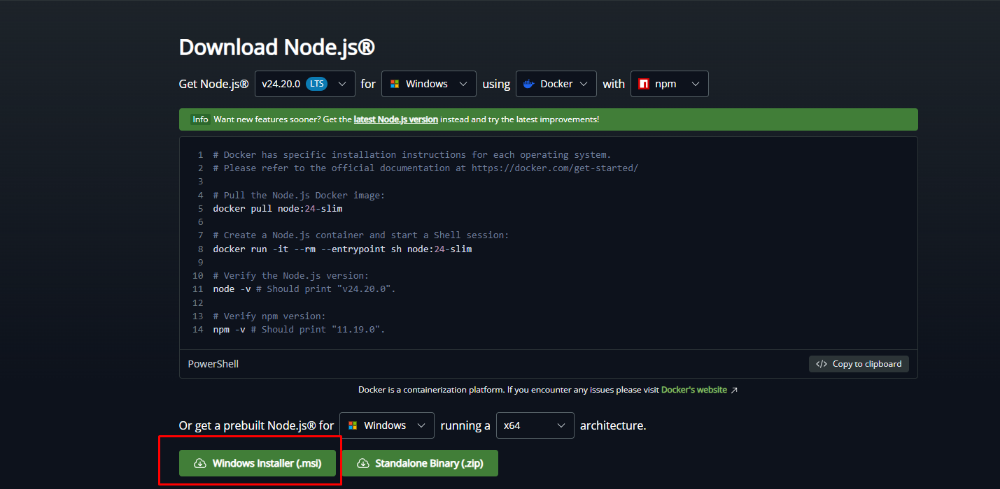 Download Node.js®
Get Node.js® v24.20.0 LTS for Windows using Docker with npm
Info Want new features sooner? Get the latest Node.js version instead and try the latest improvements!
1 # Docker has specific installation instructions for each operating system.
2 # Please refer to the official documentation at https://docker.com/get-started/
3
4 # Pull the Node.js Docker image:
5 docker pull node:24-slim
6
7 # Create a Node.js container and start a Shell session:
8 docker run -it --rm --entrypoint sh node:24-slim
9
10 # Verify the Node.js version:
11 node -v # Should print "v24.20.0".
12
13 # Verify npm version:
14 npm -v # Should print "11.19.0".
PowerShell </> Copy to clipboard
Docker is a containerization platform. If you encounter any issues please visit Docker's website ↗
Or get a prebuilt Node.js® for Windows running a x64 architecture.
Windows Installer (.msi) Standalone Binary (.zip)